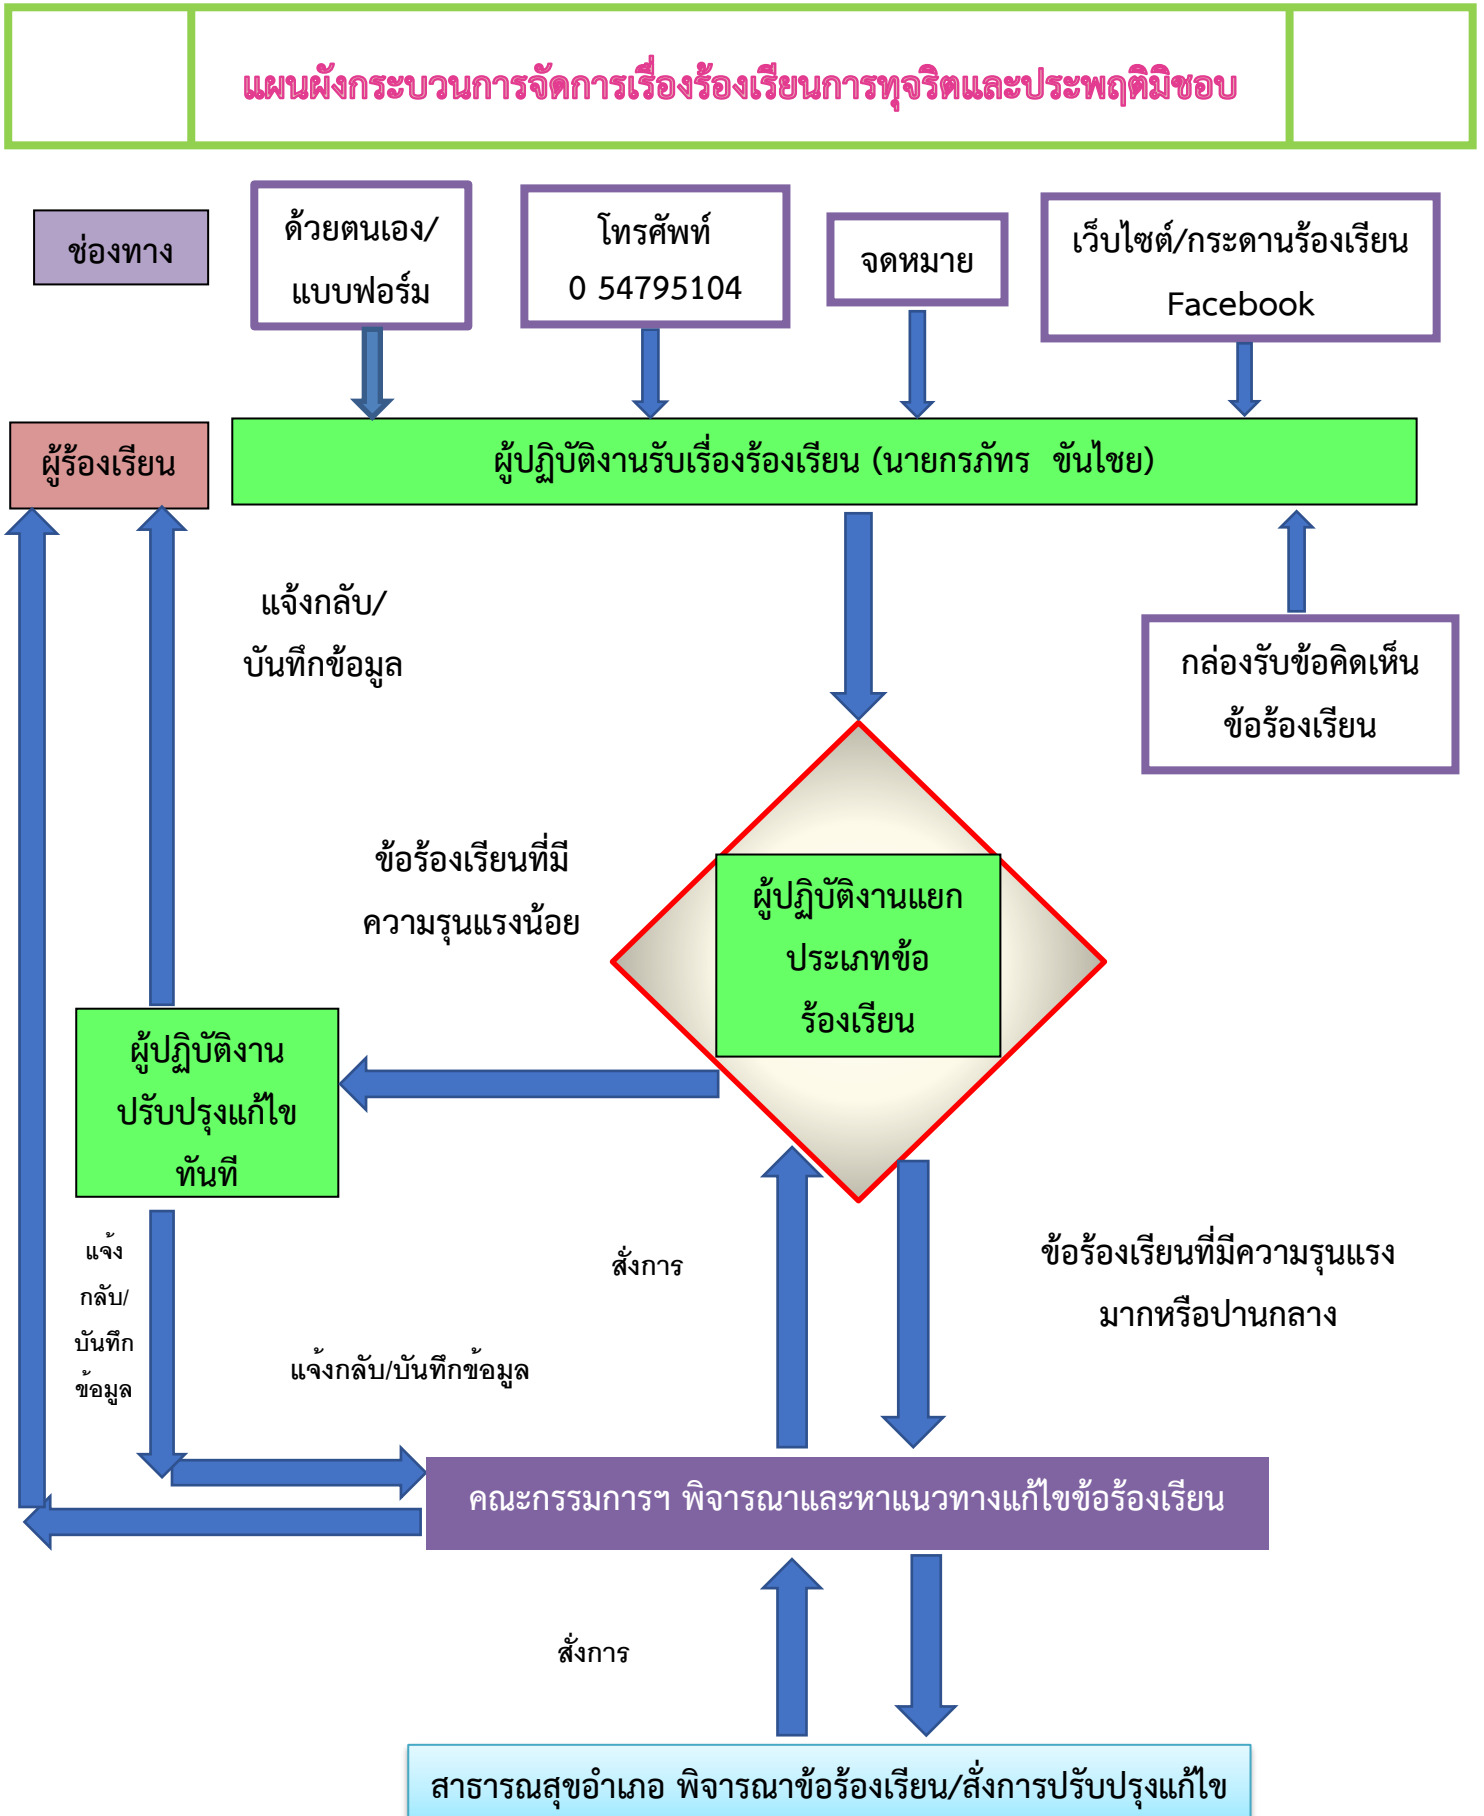 แผนผังกระบวนการจัดการเรื่องร้องเรียนการทุจริตและประพฤติมิชอบ
ช่องทาง
ด้วยตนเอง/
แบบฟอร์ม
โทรศัพท์
0 54795104
จดหมาย
เว็บไซต์/กระดานร้องเรียน
Facebook
ผู้ร้องเรียน
ผู้ปฏิบัติงานรับเรื่องร้องเรียน (นายกรภัทร ขันไชย)
แจ้งกลับ/
บันทึกข้อมูล
กล่องรับข้อคิดเห็น
ข้อร้องเรียน
ข้อร้องเรียนที่มี
ความรุนแรงน้อย
ผู้ปฏิบัติงานแยก
ประเภทข้อ
ร้องเรียน
ผู้ปฏิบัติงาน
ปรับปรุงแก้ไข
ทันที
แจ้ง
กลับ/
บันทึก
ข้อมูล
สั่งการ
ข้อร้องเรียนที่มีความรุนแรง
มากหรือปานกลาง
แจ้งกลับ/บันทึกข้อมูล
คณะกรรมการฯ พิจารณาและหาแนวทางแก้ไขข้อร้องเรียน
สั่งการ
สาธารณสุขอำเภอ พิจารณาข้อร้องเรียน/สั่งการปรับปรุงแก้ไข